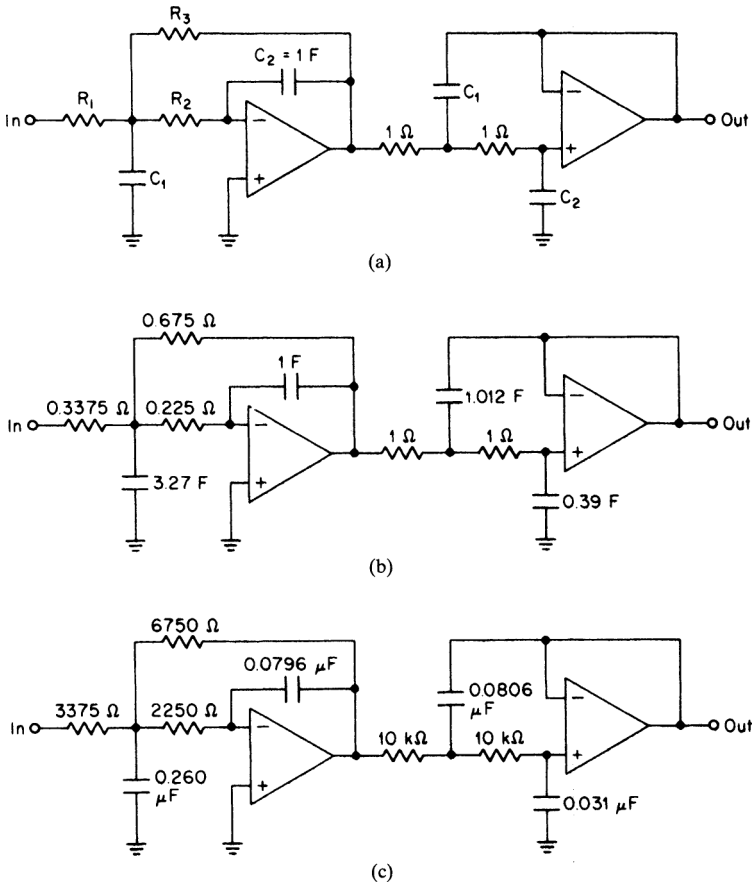 R₃
C₂ = 1 F
R₁
R₂
C₁
1 Ω
1 Ω
In
Out
−
−
C₁
+
+
C₂
(a)
0.675 Ω
1 F
0.3375 Ω
0.225 Ω
1.012 F
1 Ω
1 Ω
In
Out
−
−
3.27 F
+
+
0.39 F
(b)
6750 Ω
0.0796 μF
3375 Ω
2250 Ω
0.0806
μF
10 kΩ
10 kΩ
In
Out
−
−
0.260
μF
+
+
0.031 μF
(c)